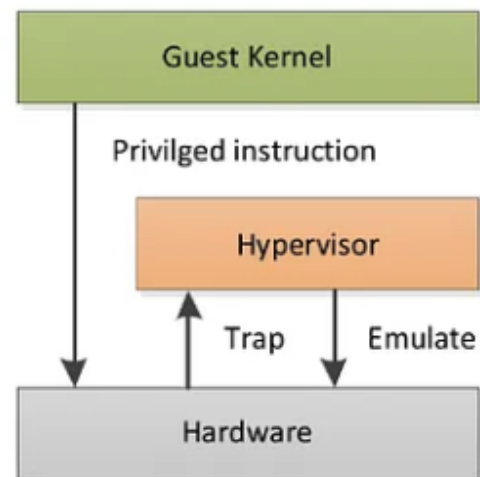 Guest Kernel
Privilged instruction
Hypervisor
Trap
Emulate
Hardware